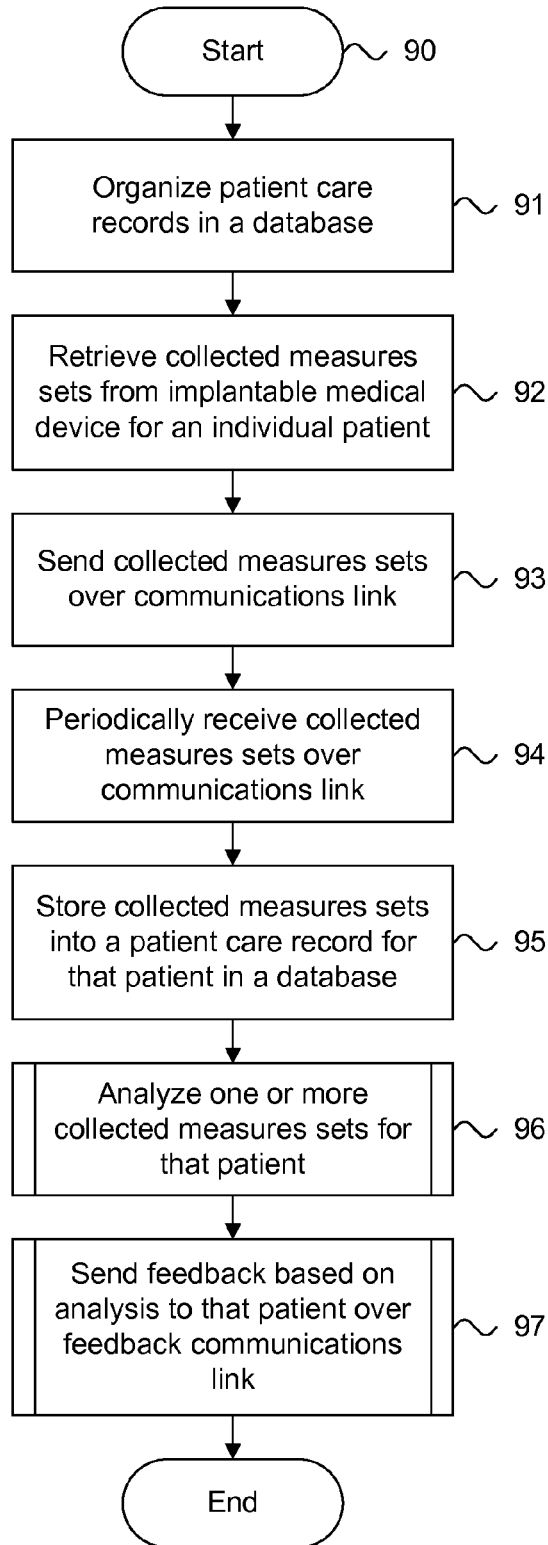 Start
90
Organize patient care
records in a database
91
Retrieve collected measures
sets from implantable medical
device for an individual patient
92
Send collected measures sets
over communications link
93
Periodically receive collected
measures sets over
communications link
94
Store collected measures sets
into a patient care record for
that patient in a database
95
Analyze one or more
collected measures sets for
that patient
96
Send feedback based on
analysis to that patient over
feedback communications
link
97
End